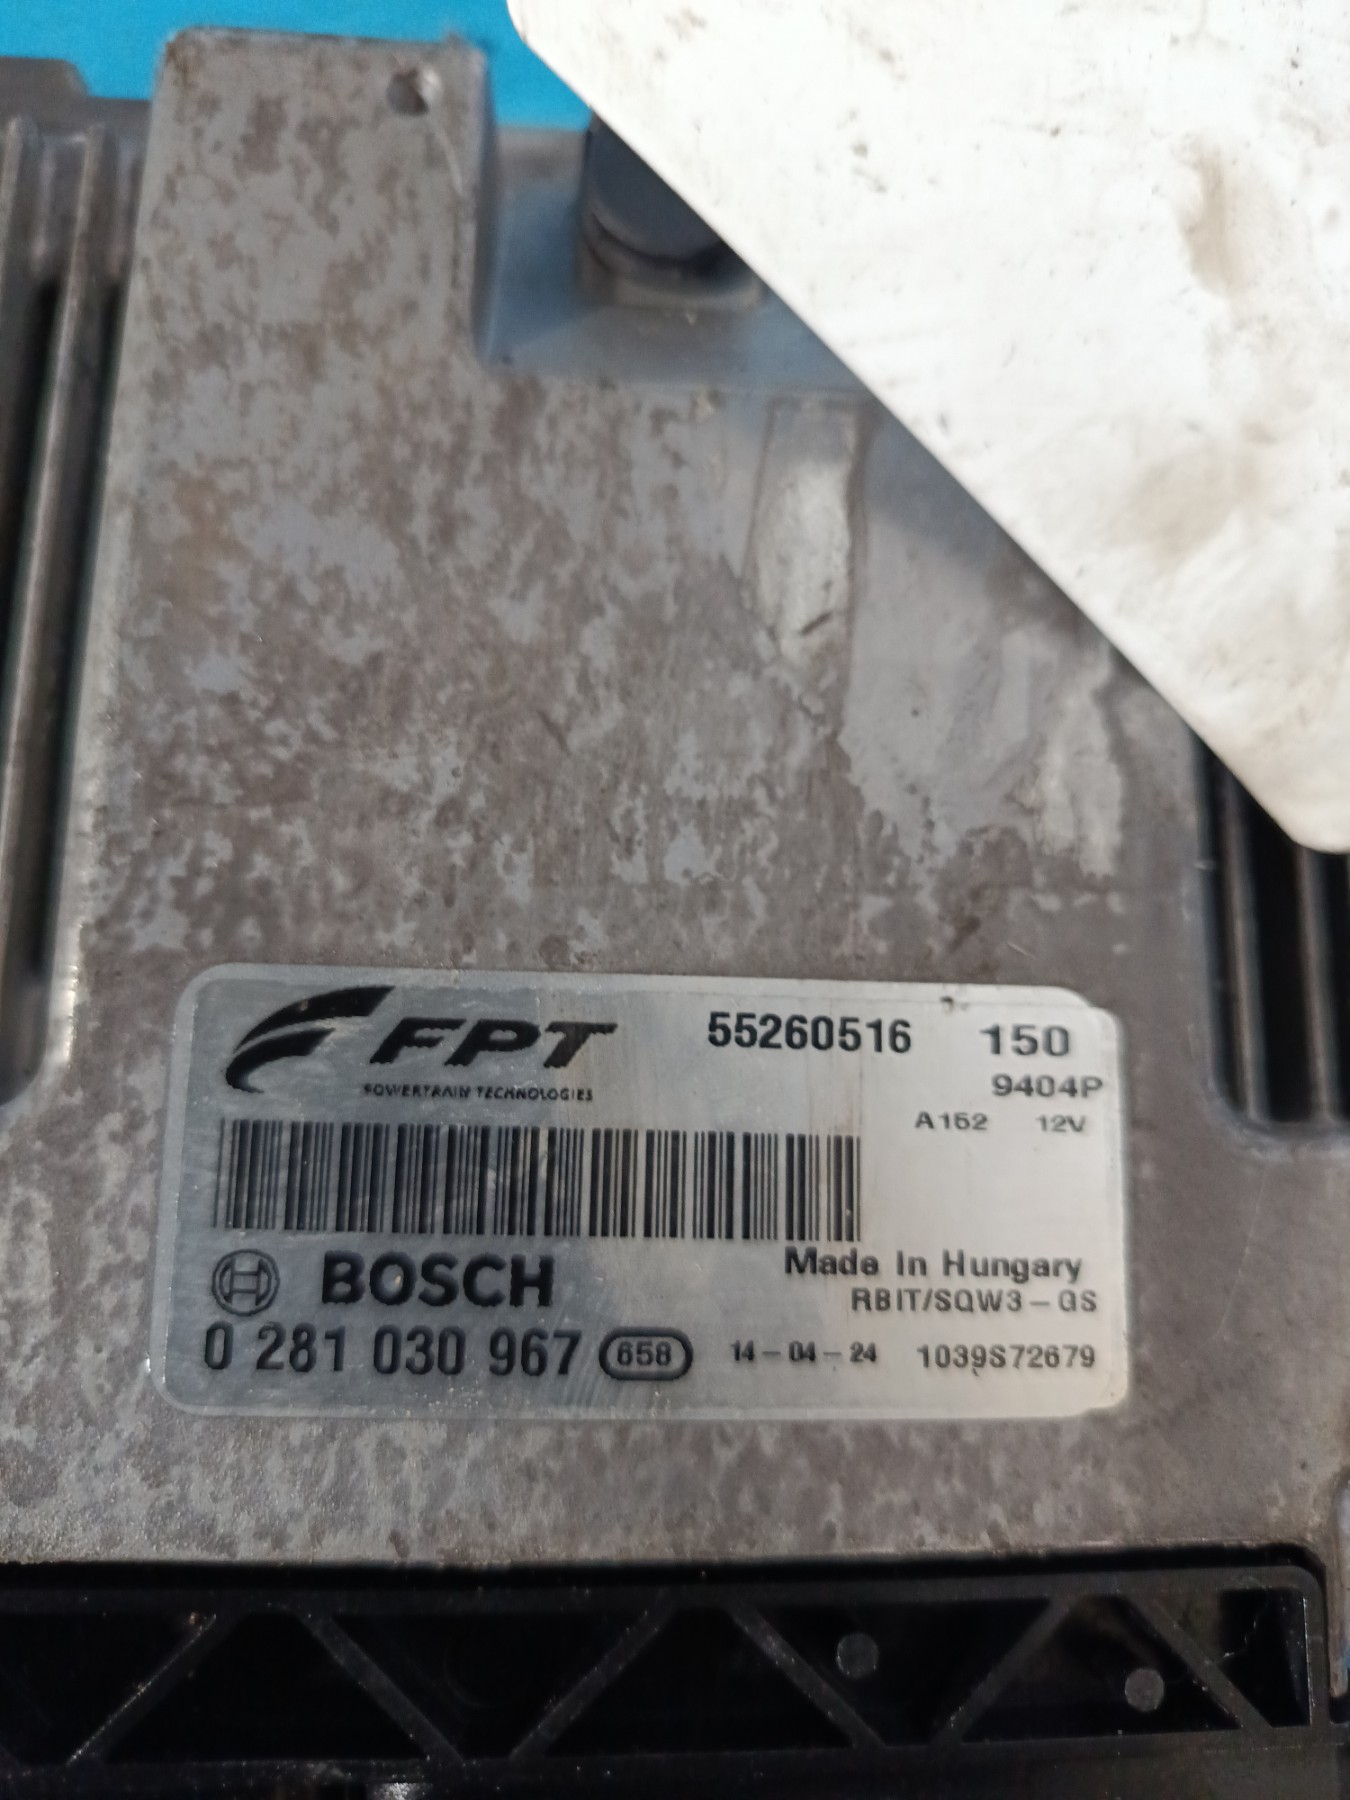 FPT 55260516 150
POWERTRAIN TECHNOLOGIES 9404P
A152 12V
BOSCH Made In Hungary
RBIT/SQW3-GS
0 281 030 967 658 14-04-24 1039S72679